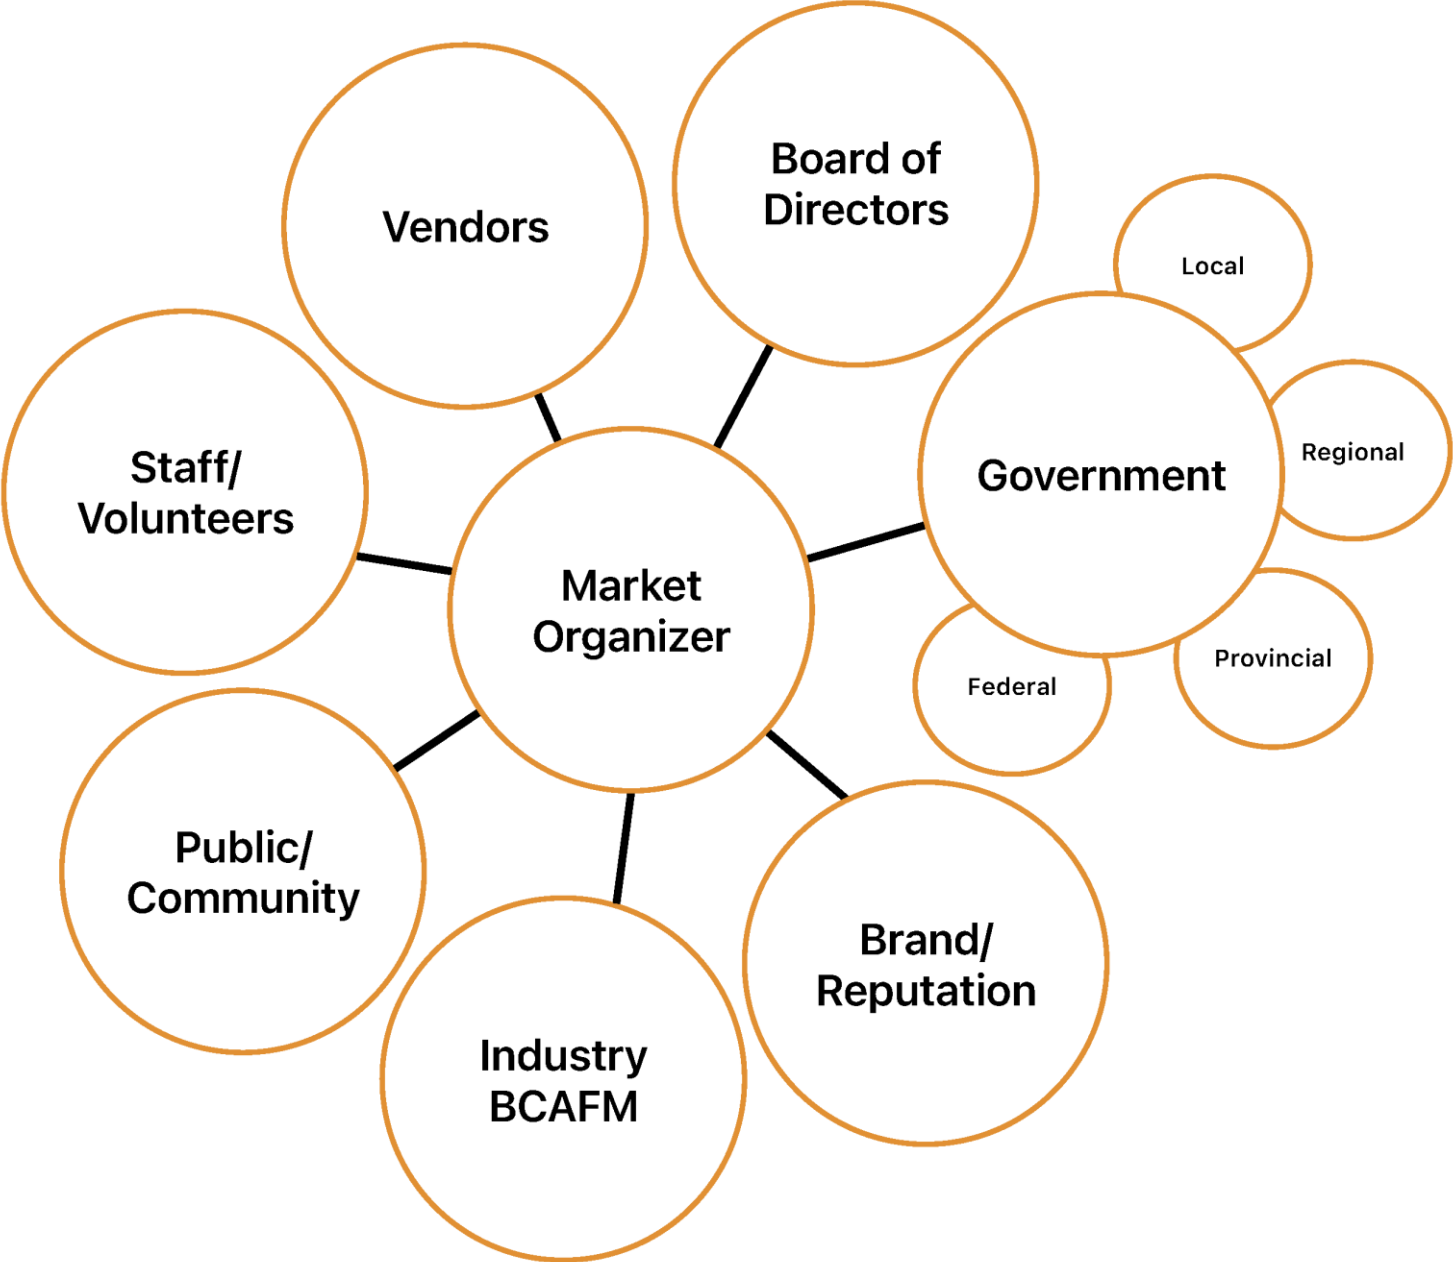 Board of
Directors
Vendors
Local
Regional
Government
Staff/
Volunteers
Market
Organizer
Provincial
Federal
Public/
Community
Brand/
Reputation
Industry
BCAFM